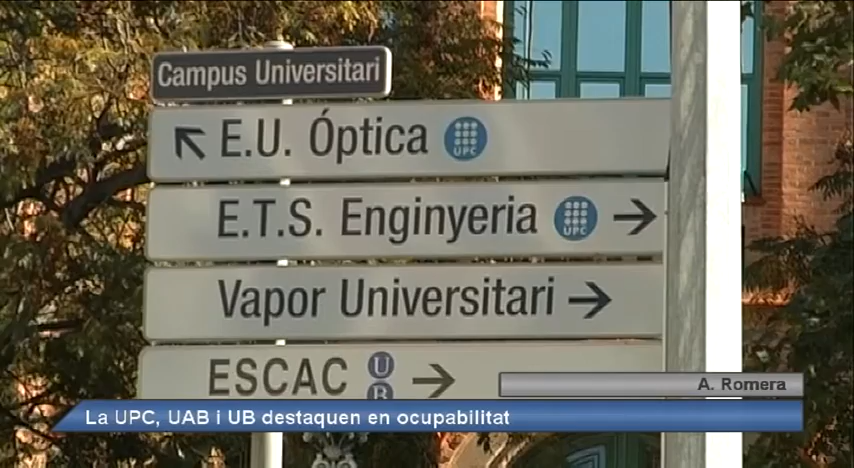 Campus Universitari
E.U. Óptica UPC
E.T.S. Enginyeria UPC
Vapor Universitari
ESCAC UB
A. Romera
La UPC, UAB i UB destaquen en ocupabilitat